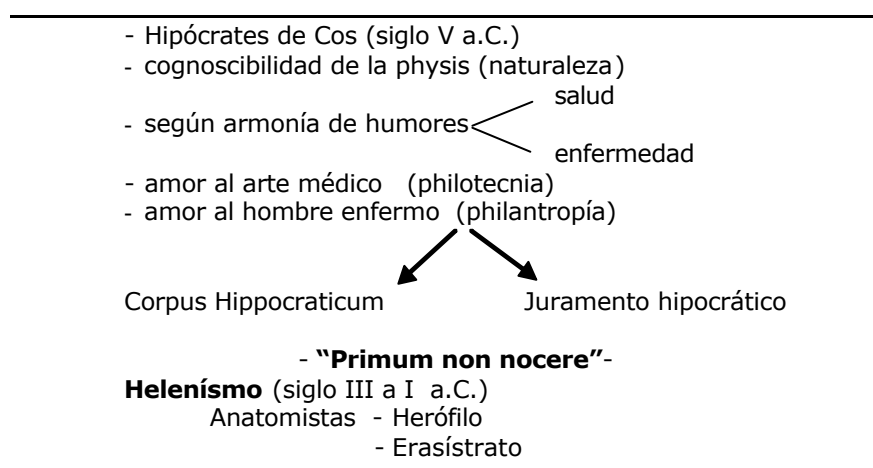 - Hipócrates de Cos (siglo V a.C.)
- cognoscibilidad de la physis (naturaleza)
salud
- según armonía de humores
enfermedad
- amor al arte médico (philotecnia)
- amor al hombre enfermo (philantropía)
Corpus Hippocraticum Juramento hipocrático
- “Primum non nocere”-
Helenísmo (siglo III a I a.C.)
Anatomistas - Herófilo
- Erasístrato